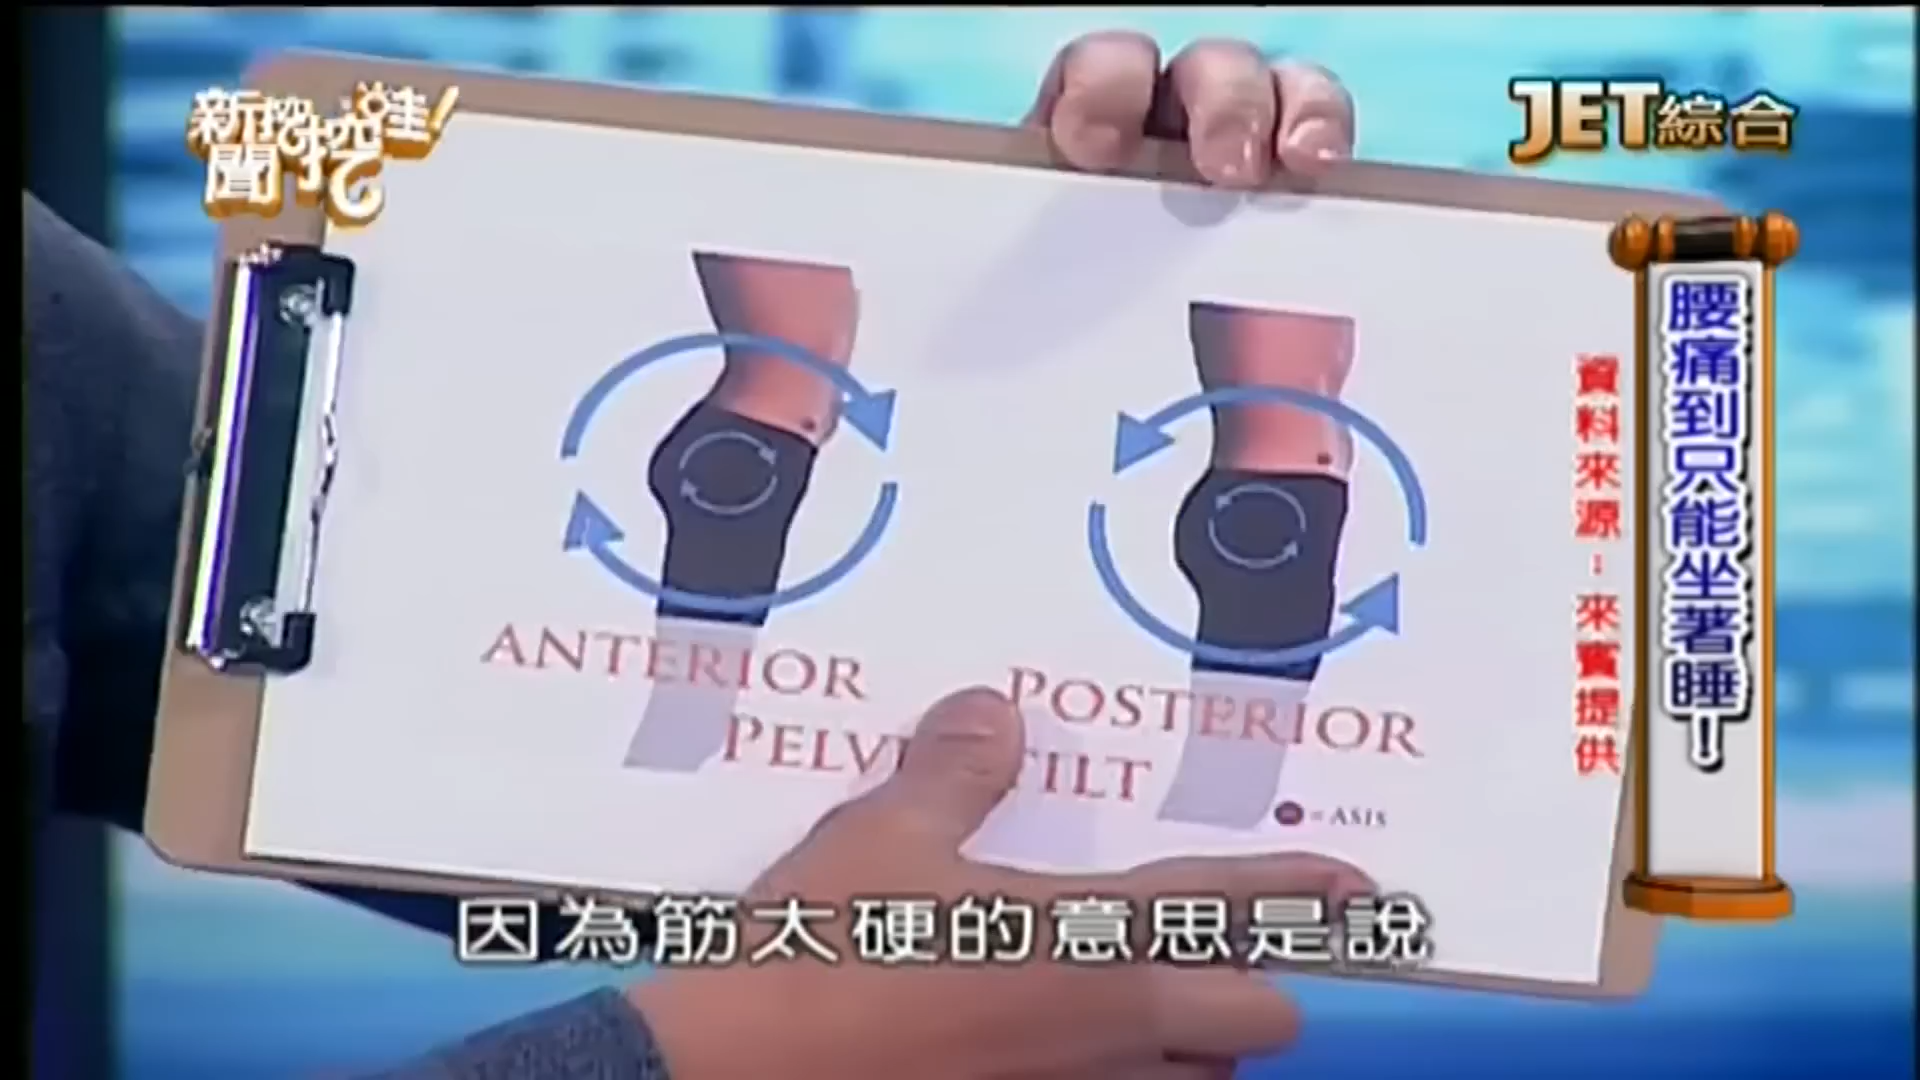 新聞挖挖哇!
JET綜合
腰痛到只能坐著睡!
資料來源:來賓提供
ANTERIOR
POSTERIOR
PELV TILT
= ASIS
因為筋太硬的意思是說